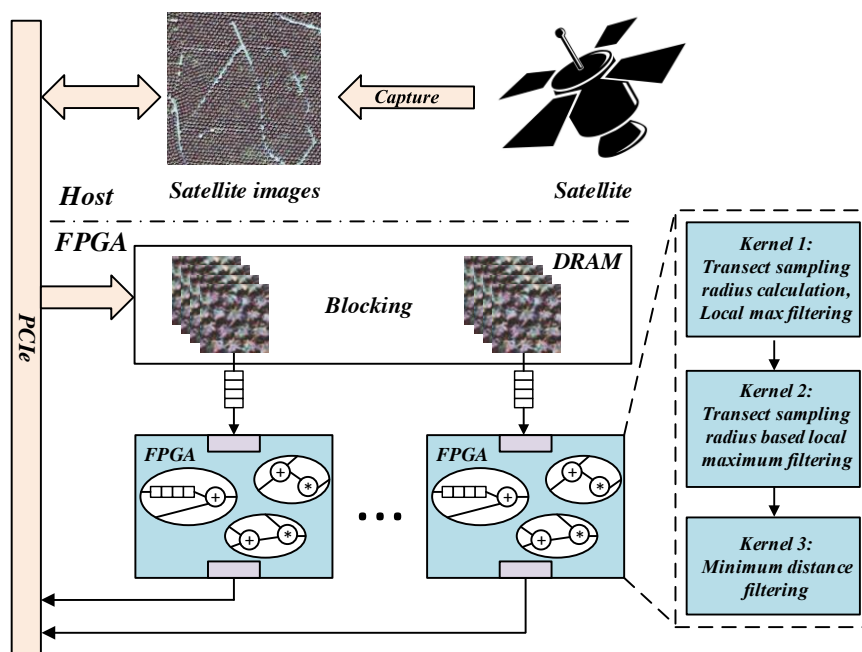 Capture
Satellite images
Satellite
Host
FPGA
PCIe
DRAM
Blocking
FPGA
+
*
+
*
FPGA
+
*
+
*
Kernel 1:
Transect sampling
radius calculation,
Local max filtering
Kernel 2:
Transect sampling
radius based local
maximum filtering
Kernel 3:
Minimum distance
filtering